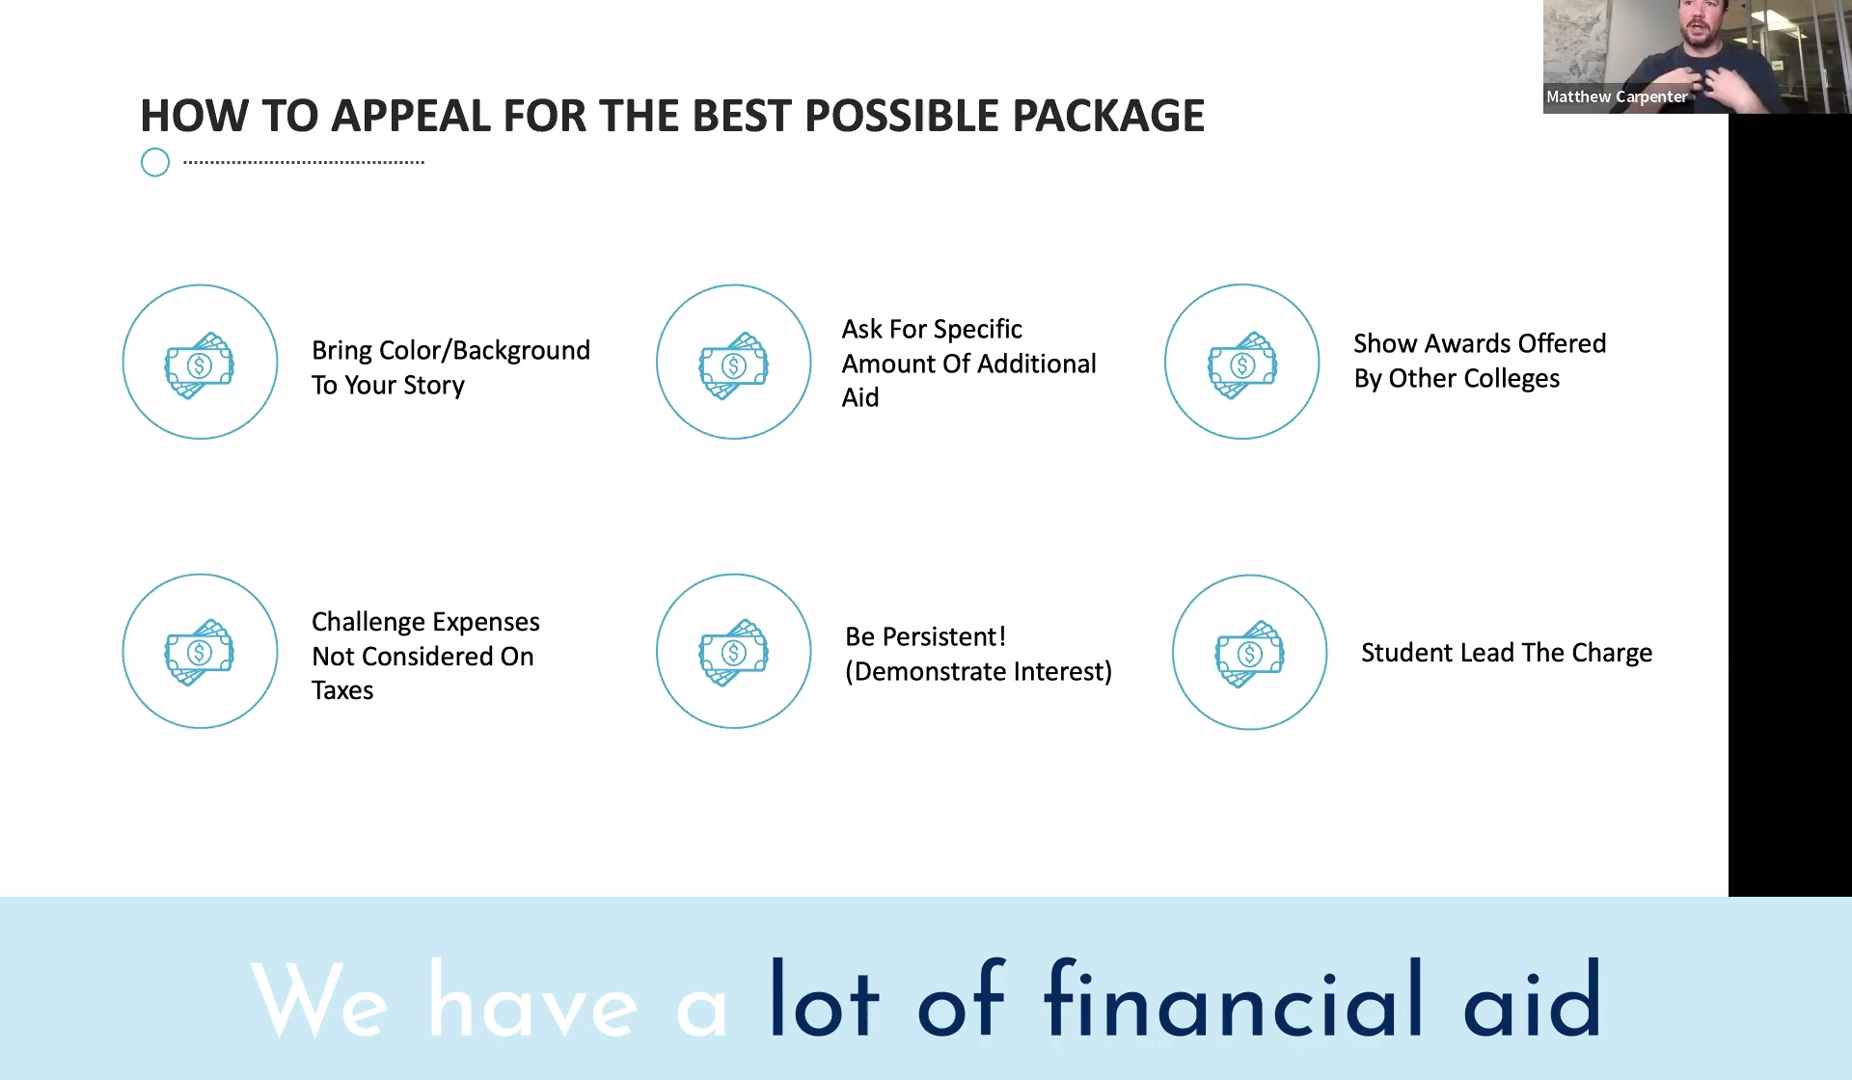 Matthew Carpenter
HOW TO APPEAL FOR THE BEST POSSIBLE PACKAGE
Bring Color/Background
To Your Story
Ask For Specific
Amount Of Additional
Aid
Show Awards Offered
By Other Colleges
Challenge Expenses
Not Considered On
Taxes
Be Persistent!
(Demonstrate Interest)
Student Lead The Charge
We have a lot of financial aid